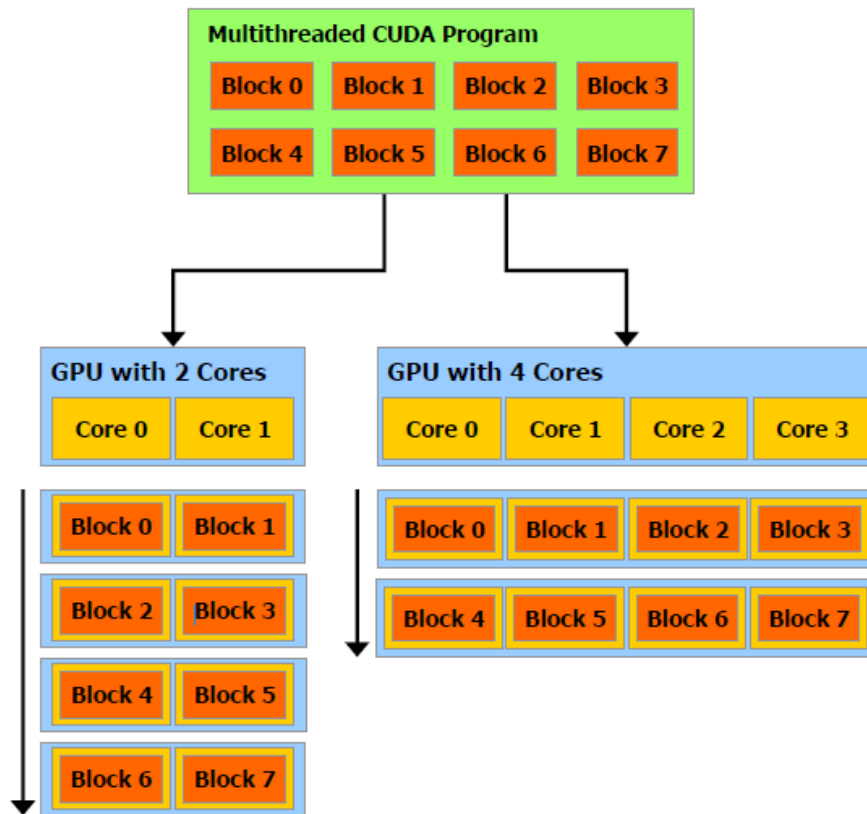 Multithreaded CUDA Program
Block 0 Block 1 Block 2 Block 3
Block 4 Block 5 Block 6 Block 7
GPU with 2 Cores
Core 0 Core 1
Block 0 Block 1
Block 2 Block 3
Block 4 Block 5
Block 6 Block 7
GPU with 4 Cores
Core 0 Core 1 Core 2 Core 3
Block 0 Block 1 Block 2 Block 3
Block 4 Block 5 Block 6 Block 7